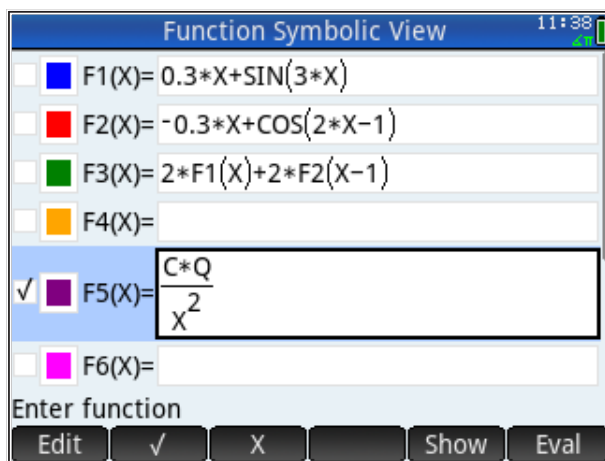 Function Symbolic View 11:38
∡π
F1(X)= 0.3*X+SIN(3*X)
F2(X)= -0.3*X+COS(2*X-1)
F3(X)= 2*F1(X)+2*F2(X-1)
F4(X)=
√ F5(X)= C*Q
X²
F6(X)=
Enter function
Edit √ X Show Eval